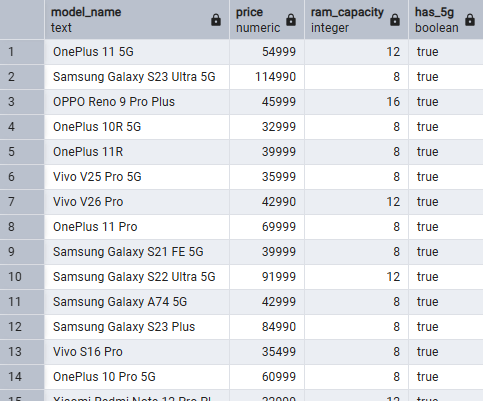 model_name price ram_capacity has_5g
text numeric integer boolean
1 OnePlus 11 5G 54999 12 true
2 Samsung Galaxy S23 Ultra 5G 114990 8 true
3 OPPO Reno 9 Pro Plus 45999 16 true
4 OnePlus 10R 5G 32999 8 true
5 OnePlus 11R 39999 8 true
6 Vivo V25 Pro 5G 35999 8 true
7 Vivo V26 Pro 42990 12 true
8 OnePlus 11 Pro 69999 8 true
9 Samsung Galaxy S21 FE 5G 39999 8 true
10 Samsung Galaxy S22 Ultra 5G 91999 12 true
11 Samsung Galaxy A74 5G 42999 8 true
12 Samsung Galaxy S23 Plus 84990 8 true
13 Vivo S16 Pro 35499 8 true
14 OnePlus 10 Pro 5G 60999 8 true
15 Xiaomi Redmi Note 12 Pro 12 true